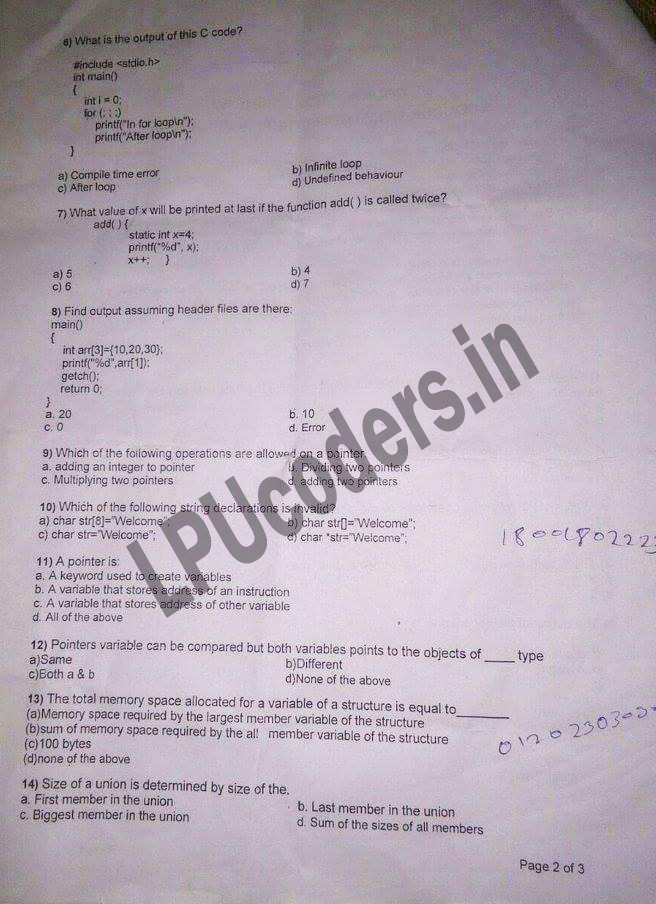 6) What is the output of this C code?
#include <stdio.h>
int main()
{
int i = 0;
for (; ; ;)
printf("In for loop\n");
printf("After loop\n");
}
a) Compile time error
b) Infinite loop
c) After loop
d) Undefined behaviour
7) What value of x will be printed at last if the function add( ) is called twice?
add( ) {
static int x=4;
printf("%d", x);
x++; }
a) 5
b) 4
c) 6
d) 7
8) Find output assuming header files are there:
main()
{
int arr[3]={10,20,30};
printf("%d",arr[1]);
getch();
return 0;
}
a. 20
b. 10
c. 0
d. Error
9) Which of the following operations are allowed on a pointer
a. adding an integer to pointer
b. Dividing two pointers
c. Multiplying two pointers
d. adding two pointers
10) Which of the following string declarations is invalid?
a) char str[8]="Welcome";
b) char str[]="Welcome";
c) char str="Welcome";
d) char *str="Welcome";
18001802223
11) A pointer is:
a. A keyword used to create variables
b. A variable that stores address of an instruction
c. A variable that stores address of other variable
d. All of the above
12) Pointers variable can be compared but both variables points to the objects of _____ type
a)Same
b)Different
c)Both a & b
d)None of the above
13) The total memory space allocated for a variable of a structure is equal to________
(a)Memory space required by the largest member variable of the structure
(b)sum of memory space required by the all member variable of the structure
(c)100 bytes
(d)none of the above
14) Size of a union is determined by size of the.
a. First member in the union
b. Last member in the union
c. Biggest member in the union
d. Sum of the sizes of all members
Page 2 of 3
LPUcoders.in